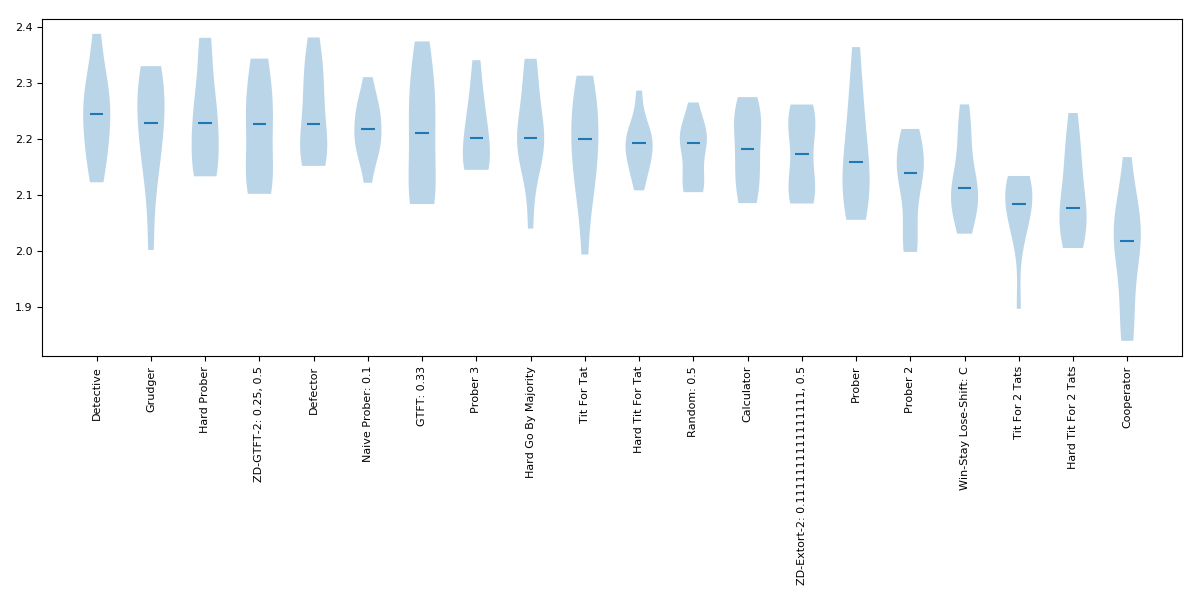 2.4
2.3
2.2
2.1
2.0
1.9
Detective
Grudger
Hard Prober
ZD-GTFT-2: 0.25, 0.5
Defector
Naive Prober: 0.1
GTFT: 0.33
Prober 3
Hard Go By Majority
Tit For Tat
Hard Tit For Tat
Random: 0.5
Calculator
ZD-Extort-2: 0.1111111111111111, 0.5
Prober
Prober 2
Win-Stay Lose-Shift: C
Tit For 2 Tats
Hard Tit For 2 Tats
Cooperator